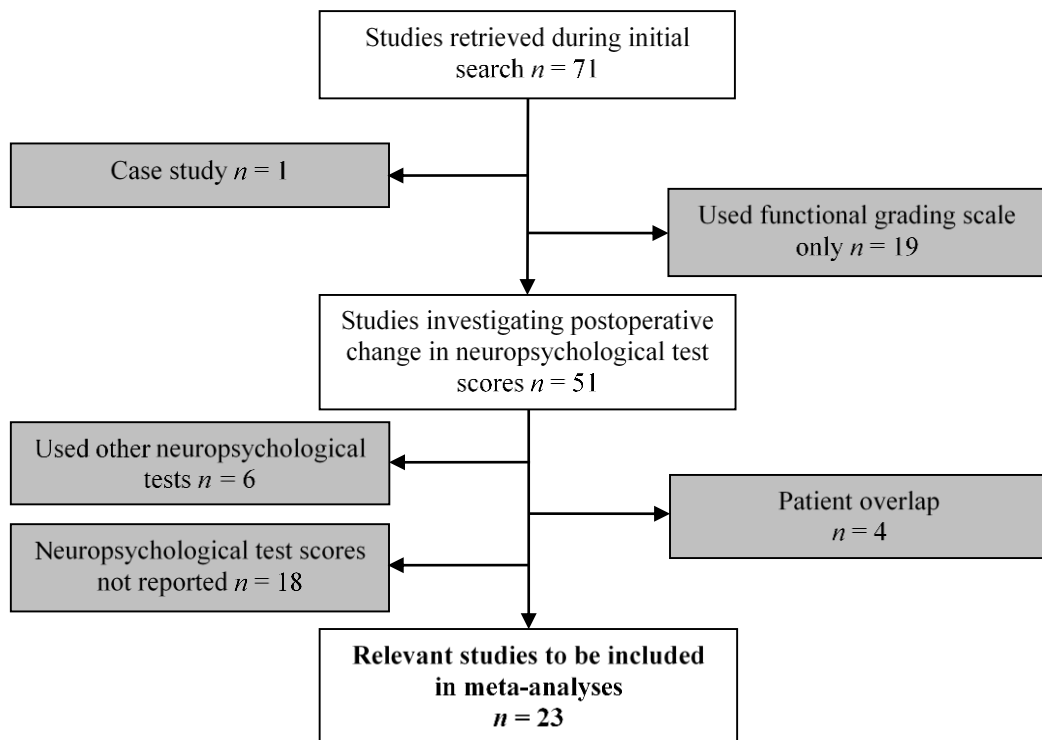 Studies retrieved during initial
search n = 71
Case study n = 1
Used functional grading scale
only n = 19
Studies investigating postoperative
change in neuropsychological test
scores n = 51
Used other neuropsychological
tests n = 6
Patient overlap
n = 4
Neuropsychological test scores
not reported n = 18
Relevant studies to be included
in meta-analyses
n = 23